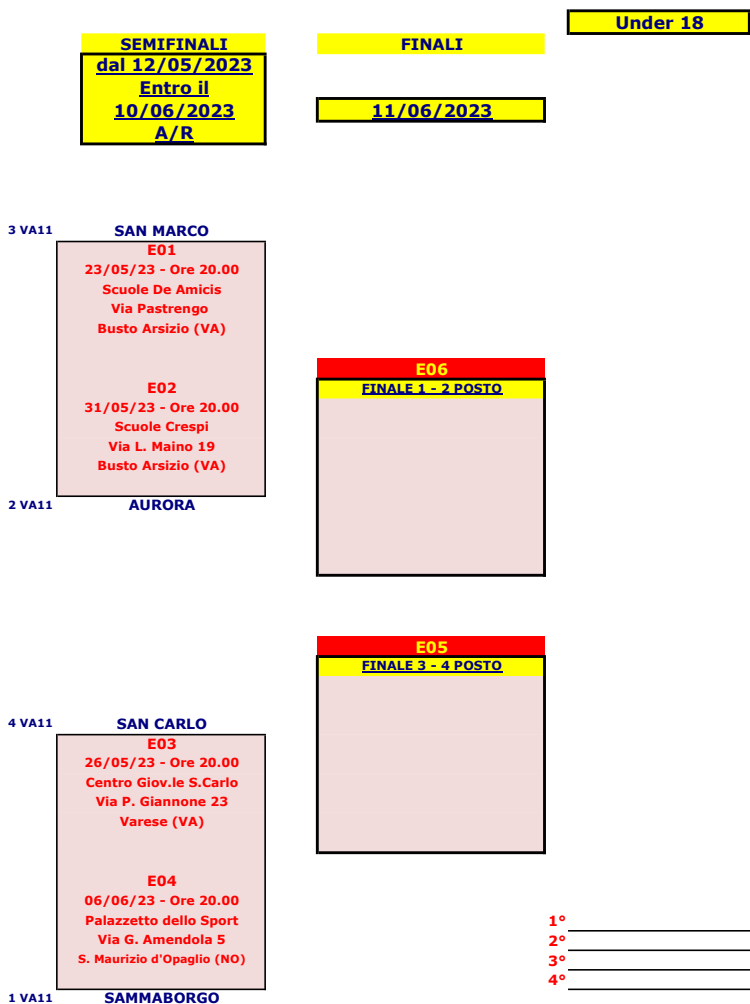 Under 18
SEMIFINALI
FINALI
dal 12/05/2023
Entro il
10/06/2023
A/R
11/06/2023
3 VA11
SAN MARCO
E01
23/05/23 - Ore 20.00
Scuole De Amicis
Via Pastrengo
Busto Arsizio (VA)
E02
31/05/23 - Ore 20.00
Scuole Crespi
Via L. Maino 19
Busto Arsizio (VA)
2 VA11
AURORA
E06
FINALE 1 - 2 POSTO
E05
FINALE 3 - 4 POSTO
4 VA11
SAN CARLO
E03
26/05/23 - Ore 20.00
Centro Giov.le S.Carlo
Via P. Giannone 23
Varese (VA)
E04
06/06/23 - Ore 20.00
Palazzetto dello Sport
Via G. Amendola 5
S. Maurizio d'Opaglio (NO)
1 VA11
SAMMABORGO
1°
2°
3°
4°